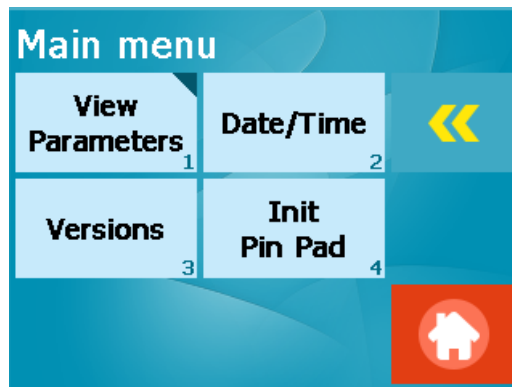 Main menu
View
Parameters
1
Date/Time
2
Versions
3
Init
Pin Pad
4